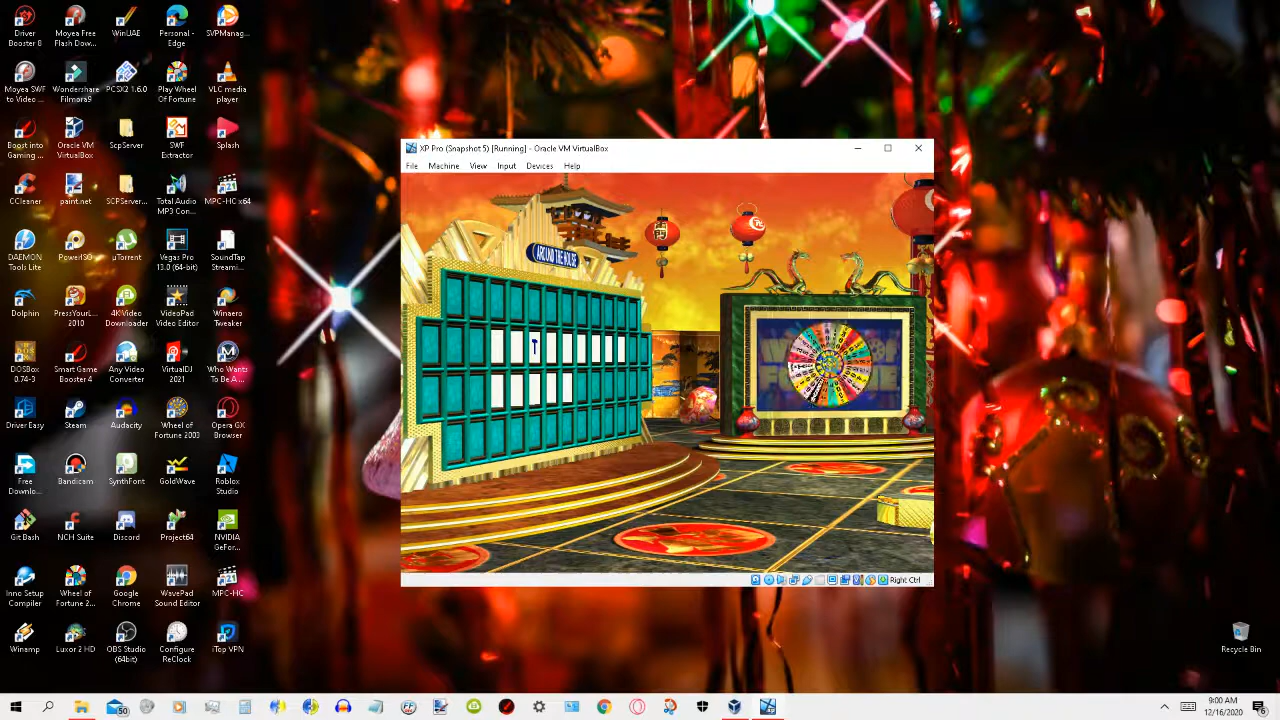 Driver
Booster 8
Moyea Free
Flash Dow...
WinUAE
Personal -
Edge
SVPManag...
Moyea SWF
to Video ...
Wondershare
Filmora9
PCSX2 1.6.0
Play Wheel
Of Fortune
VLC media
player
Boost into
Gaming ...
Oracle VM
VirtualBox
ScpServer
SWF
Extractor
Splash
CCleaner
paint.net
SCPServer...
Total Audio
MP3 Con...
MPC-HC x64
DAEMON
Tools Lite
PowerISO
µTorrent
Vegas Pro
13.0 (64-bit)
SoundTap
Streami...
Dolphin
PressYourL...
2010
4K Video
Downloader
VideoPad
Video Editor
Winaero
Tweaker
DOSBox
0.74-3
Smart Game
Booster 4
Any Video
Converter
VirtualDJ
2021
Who Wants
To Be A ...
Driver Easy
Steam
Audacity
Wheel of
Fortune 2003
Opera GX
Browser
Free
Downlo...
Bandicam
SynthFont
GoldWave
Roblox
Studio
Git Bash
NCH Suite
Discord
Project64
NVIDIA
GeFor...
Inno Setup
Compiler
Wheel of
Fortune 2...
Google
Chrome
WavePad
Sound Editor
MPC-HC
Winamp
Luxor 2 HD
OBS Studio
(64bit)
Configure
ReClock
iTop VPN
XP Pro (Snapshot 5) [Running] - Oracle VM VirtualBox
File Machine View Input Devices Help
AROUND THE HOUSE
T
Right Ctrl
Recycle Bin
50
9:00 AM
12/16/2020
6